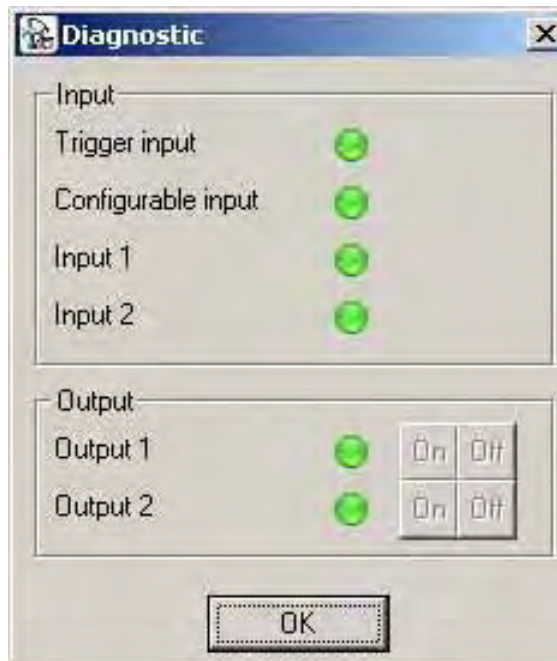 Diagnostic
Input
Trigger input
Configurable input
Input 1
Input 2
Output
Output 1 On Off
Output 2 On Off
OK